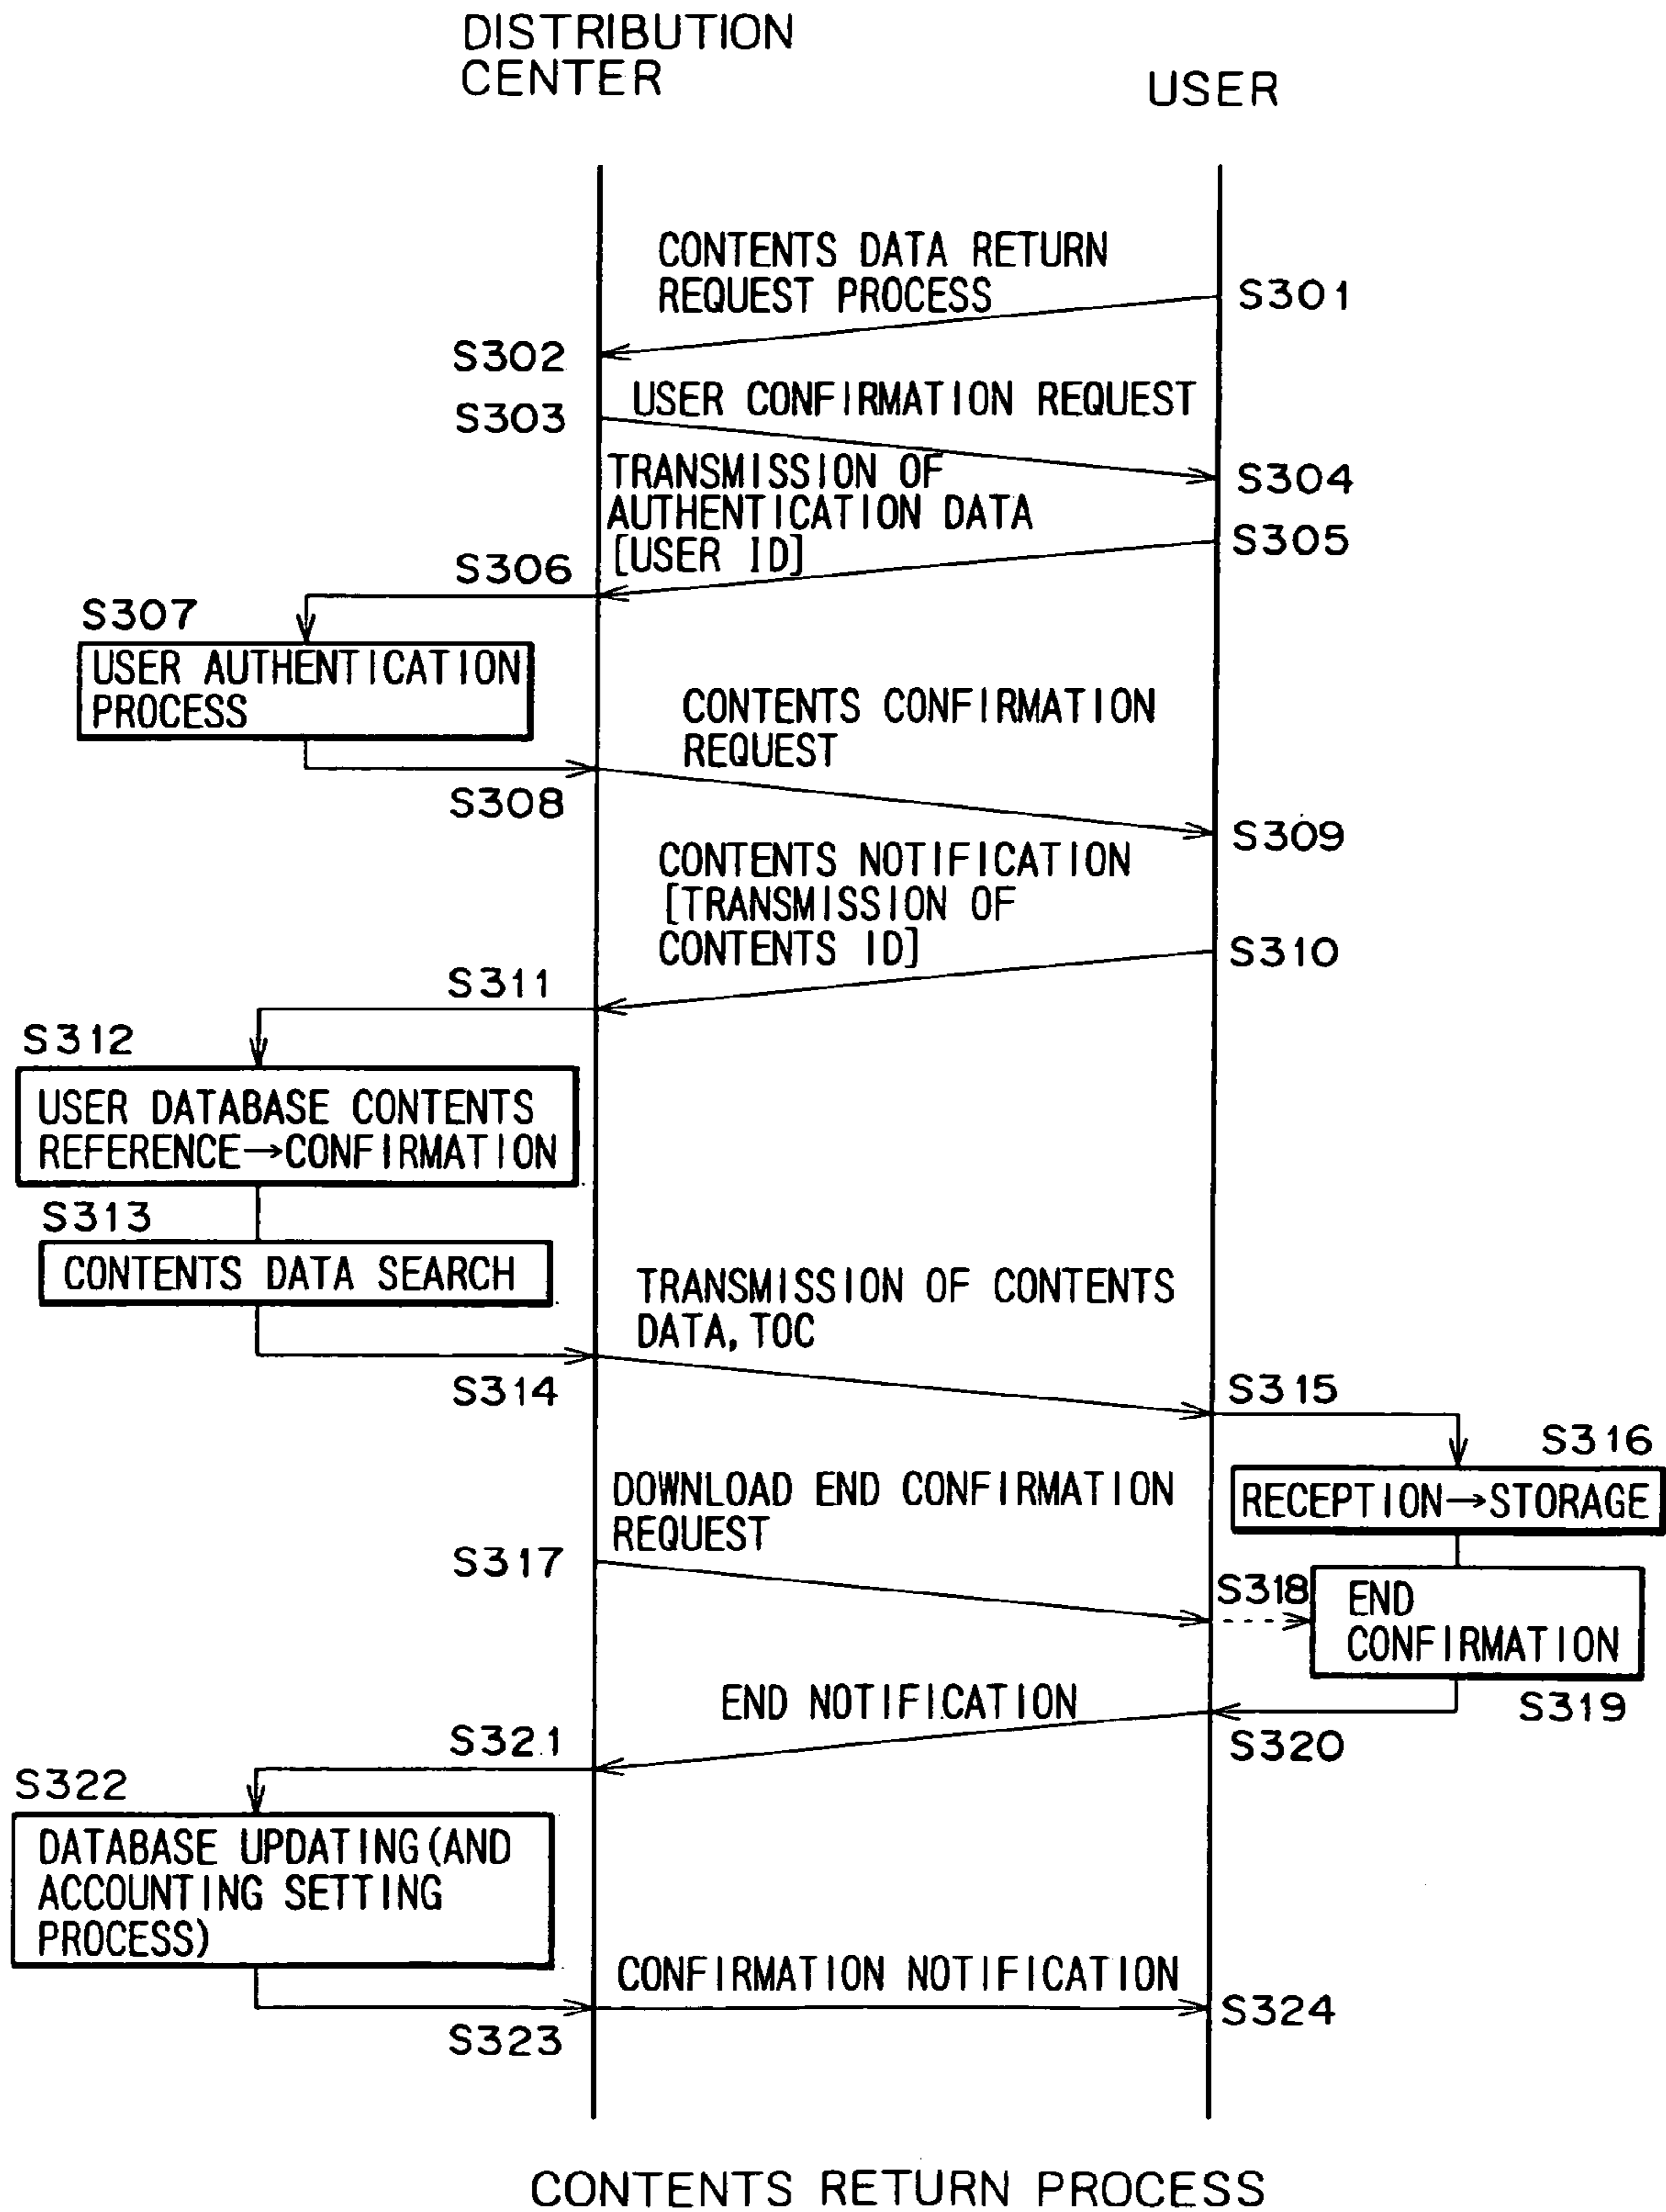 DISTRIBUTION
CENTER
USER
CONTENTS DATA RETURN
REQUEST PROCESS
S301
S302
USER CONFIRMATION REQUEST
S303
S304
TRANSMISSION OF
AUTHENTICATION DATA
[USER ID]
S305
S306
S307
USER AUTHENTICATION
PROCESS
CONTENTS CONFIRMATION
REQUEST
S308
S309
CONTENTS NOTIFICATION
[TRANSMISSION OF
CONTENTS ID]
S310
S311
S312
USER DATABASE CONTENTS
REFERENCE→CONFIRMATION
S313
CONTENTS DATA SEARCH
TRANSMISSION OF CONTENTS
DATA, TOC
S314
S315
S316
RECEPTION→STORAGE
DOWNLOAD END CONFIRMATION
REQUEST
S317
S318
END
CONFIRMATION
S319
END NOTIFICATION
S320
S321
S322
DATABASE UPDATING(AND
ACCOUNTING SETTING
PROCESS)
CONFIRMATION NOTIFICATION
S323
S324
CONTENTS RETURN PROCESS